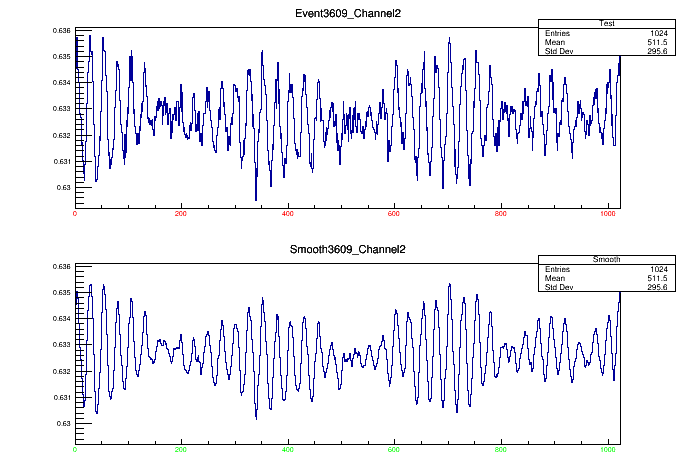 Event3609_Channel2
Test
Entries 1024
Mean 511.5
Std Dev 295.6
0.636
0.635
0.634
0.633
0.632
0.631
0.63
0 200 400 600 800 1000
Smooth3609_Channel2
Smooth
Entries 1024
Mean 511.5
Std Dev 295.6
0.636
0.635
0.634
0.633
0.632
0.631
0.63
0 200 400 600 800 1000